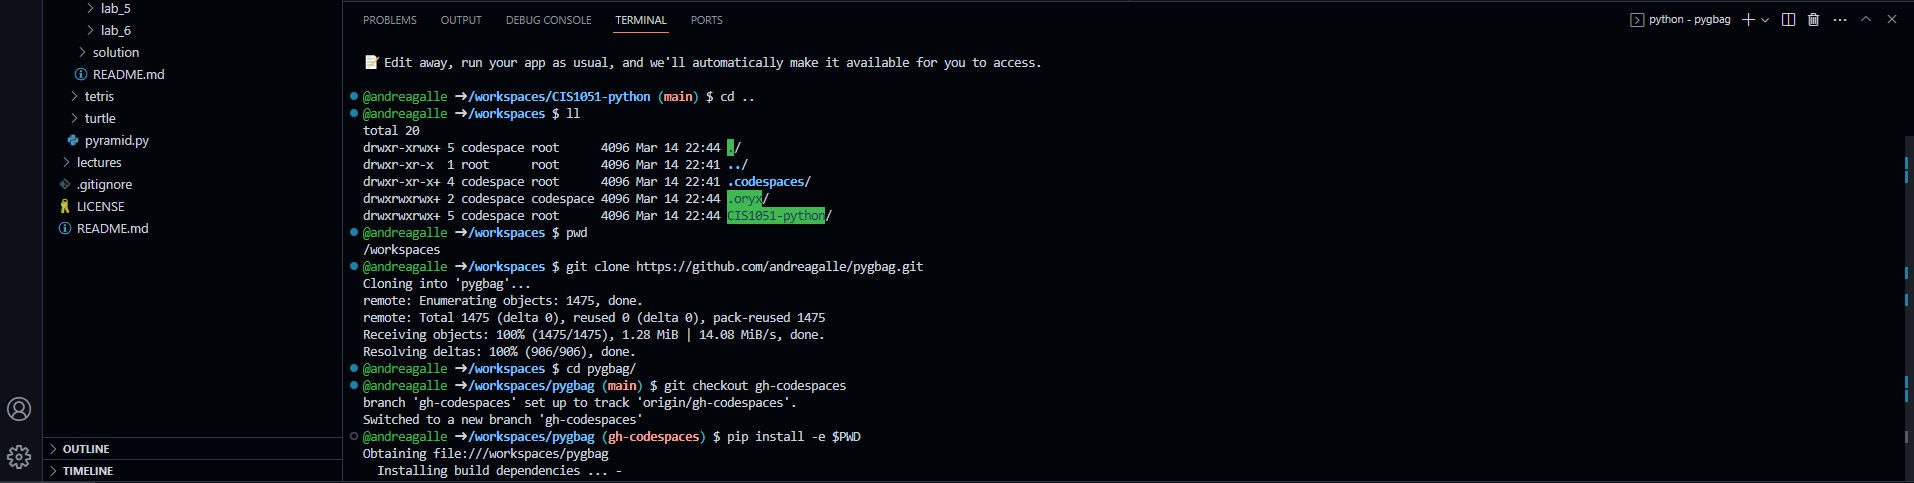 lab_5
lab_6
solution
README.md
tetris
turtle
pyramid.py
lectures
.gitignore
LICENSE
README.md
OUTLINE
TIMELINE
PROBLEMS OUTPUT DEBUG CONSOLE TERMINAL PORTS
python - pygbag
Edit away, run your app as usual, and we'll automatically make it available for you to access.
@andreagalle ➜/workspaces/CIS1051-python (main) $ cd ..
@andreagalle ➜/workspaces $ ll
total 20
drwxr-xrwx+ 5 codespace root      4096 Mar 14 22:44 ./
drwxr-xr-x  1 root      root      4096 Mar 14 22:41 ../
drwxr-xr-x+ 4 codespace root      4096 Mar 14 22:41 .codespaces/
drwxrwxrwx+ 2 codespace codespace 4096 Mar 14 22:44 .oryx/
drwxrwxrwx+ 5 codespace root      4096 Mar 14 22:44 CIS1051-python/
@andreagalle ➜/workspaces $ pwd
/workspaces
@andreagalle ➜/workspaces $ git clone https://github.com/andreagalle/pygbag.git
Cloning into 'pygbag'...
remote: Enumerating objects: 1475, done.
remote: Total 1475 (delta 0), reused 0 (delta 0), pack-reused 1475
Receiving objects: 100% (1475/1475), 1.28 MiB | 14.08 MiB/s, done.
Resolving deltas: 100% (906/906), done.
@andreagalle ➜/workspaces $ cd pygbag/
@andreagalle ➜/workspaces/pygbag (main) $ git checkout gh-codespaces
branch 'gh-codespaces' set up to track 'origin/gh-codespaces'.
Switched to a new branch 'gh-codespaces'
@andreagalle ➜/workspaces/pygbag (gh-codespaces) $ pip install -e $PWD
Obtaining file:///workspaces/pygbag
  Installing build dependencies ... -